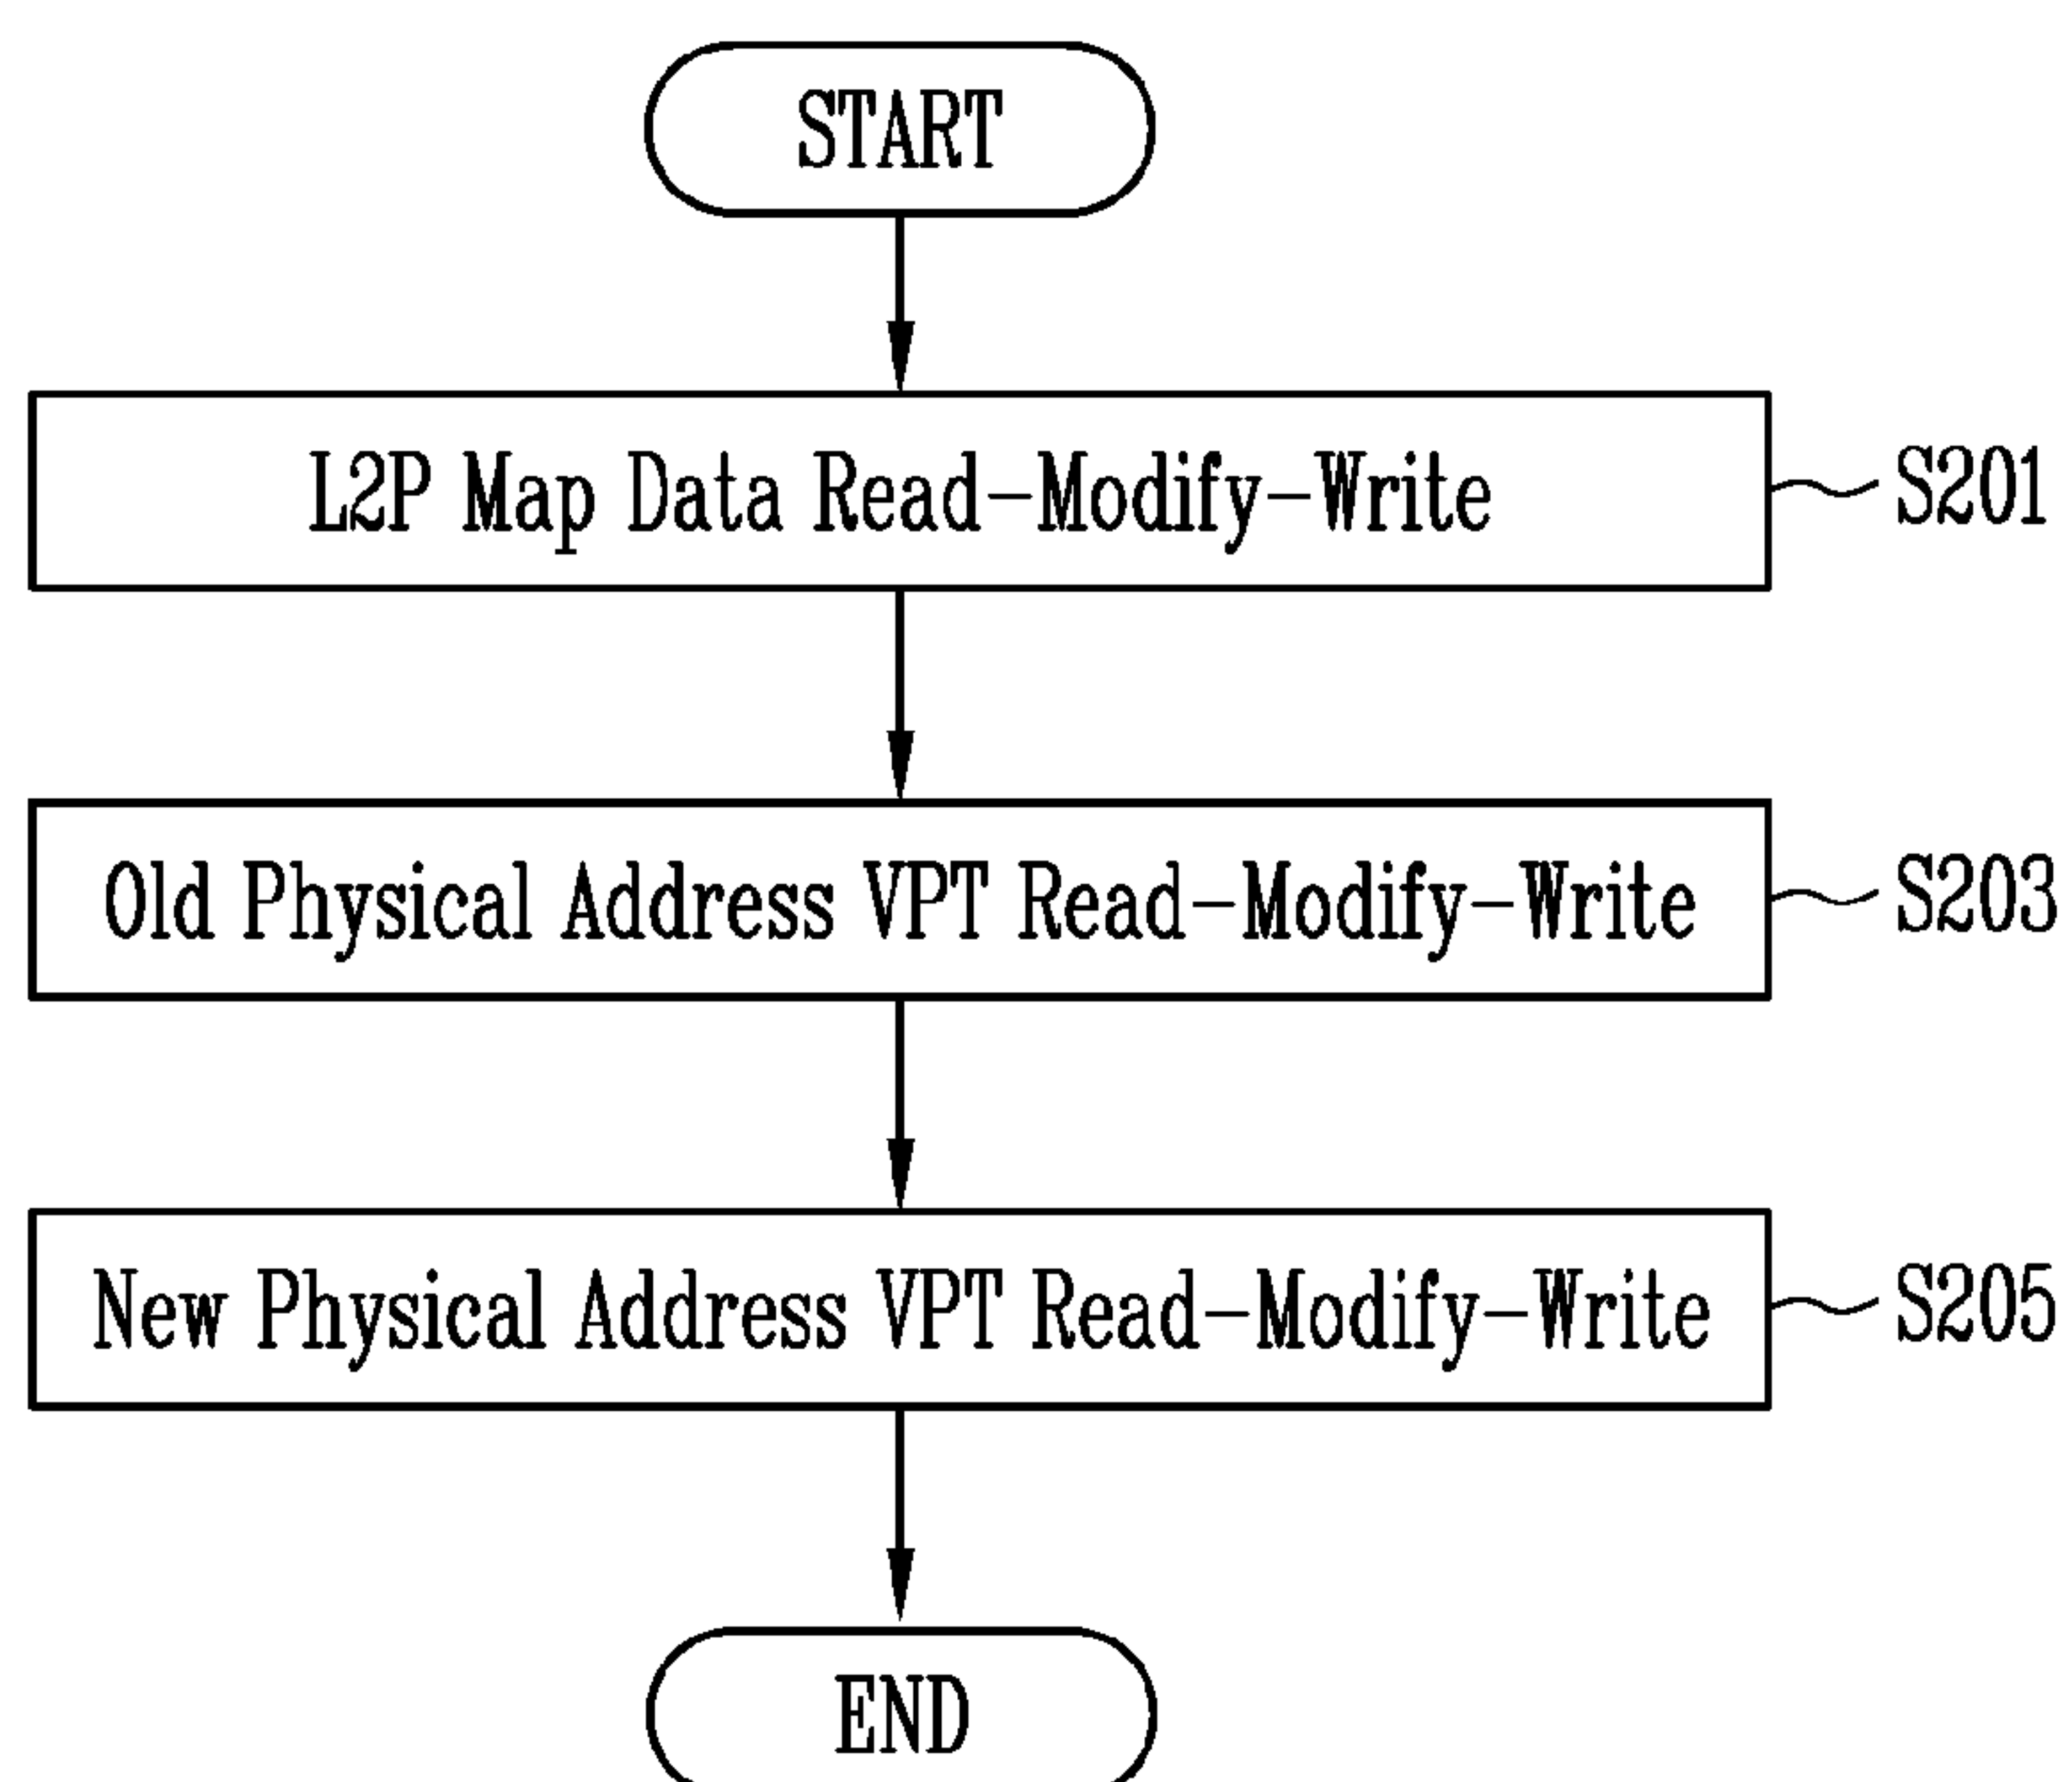 START
L2P Map Data Read-Modify-Write
S201
Old Physical Address VPT Read-Modify-Write
S203
New Physical Address VPT Read-Modify-Write
S205
END